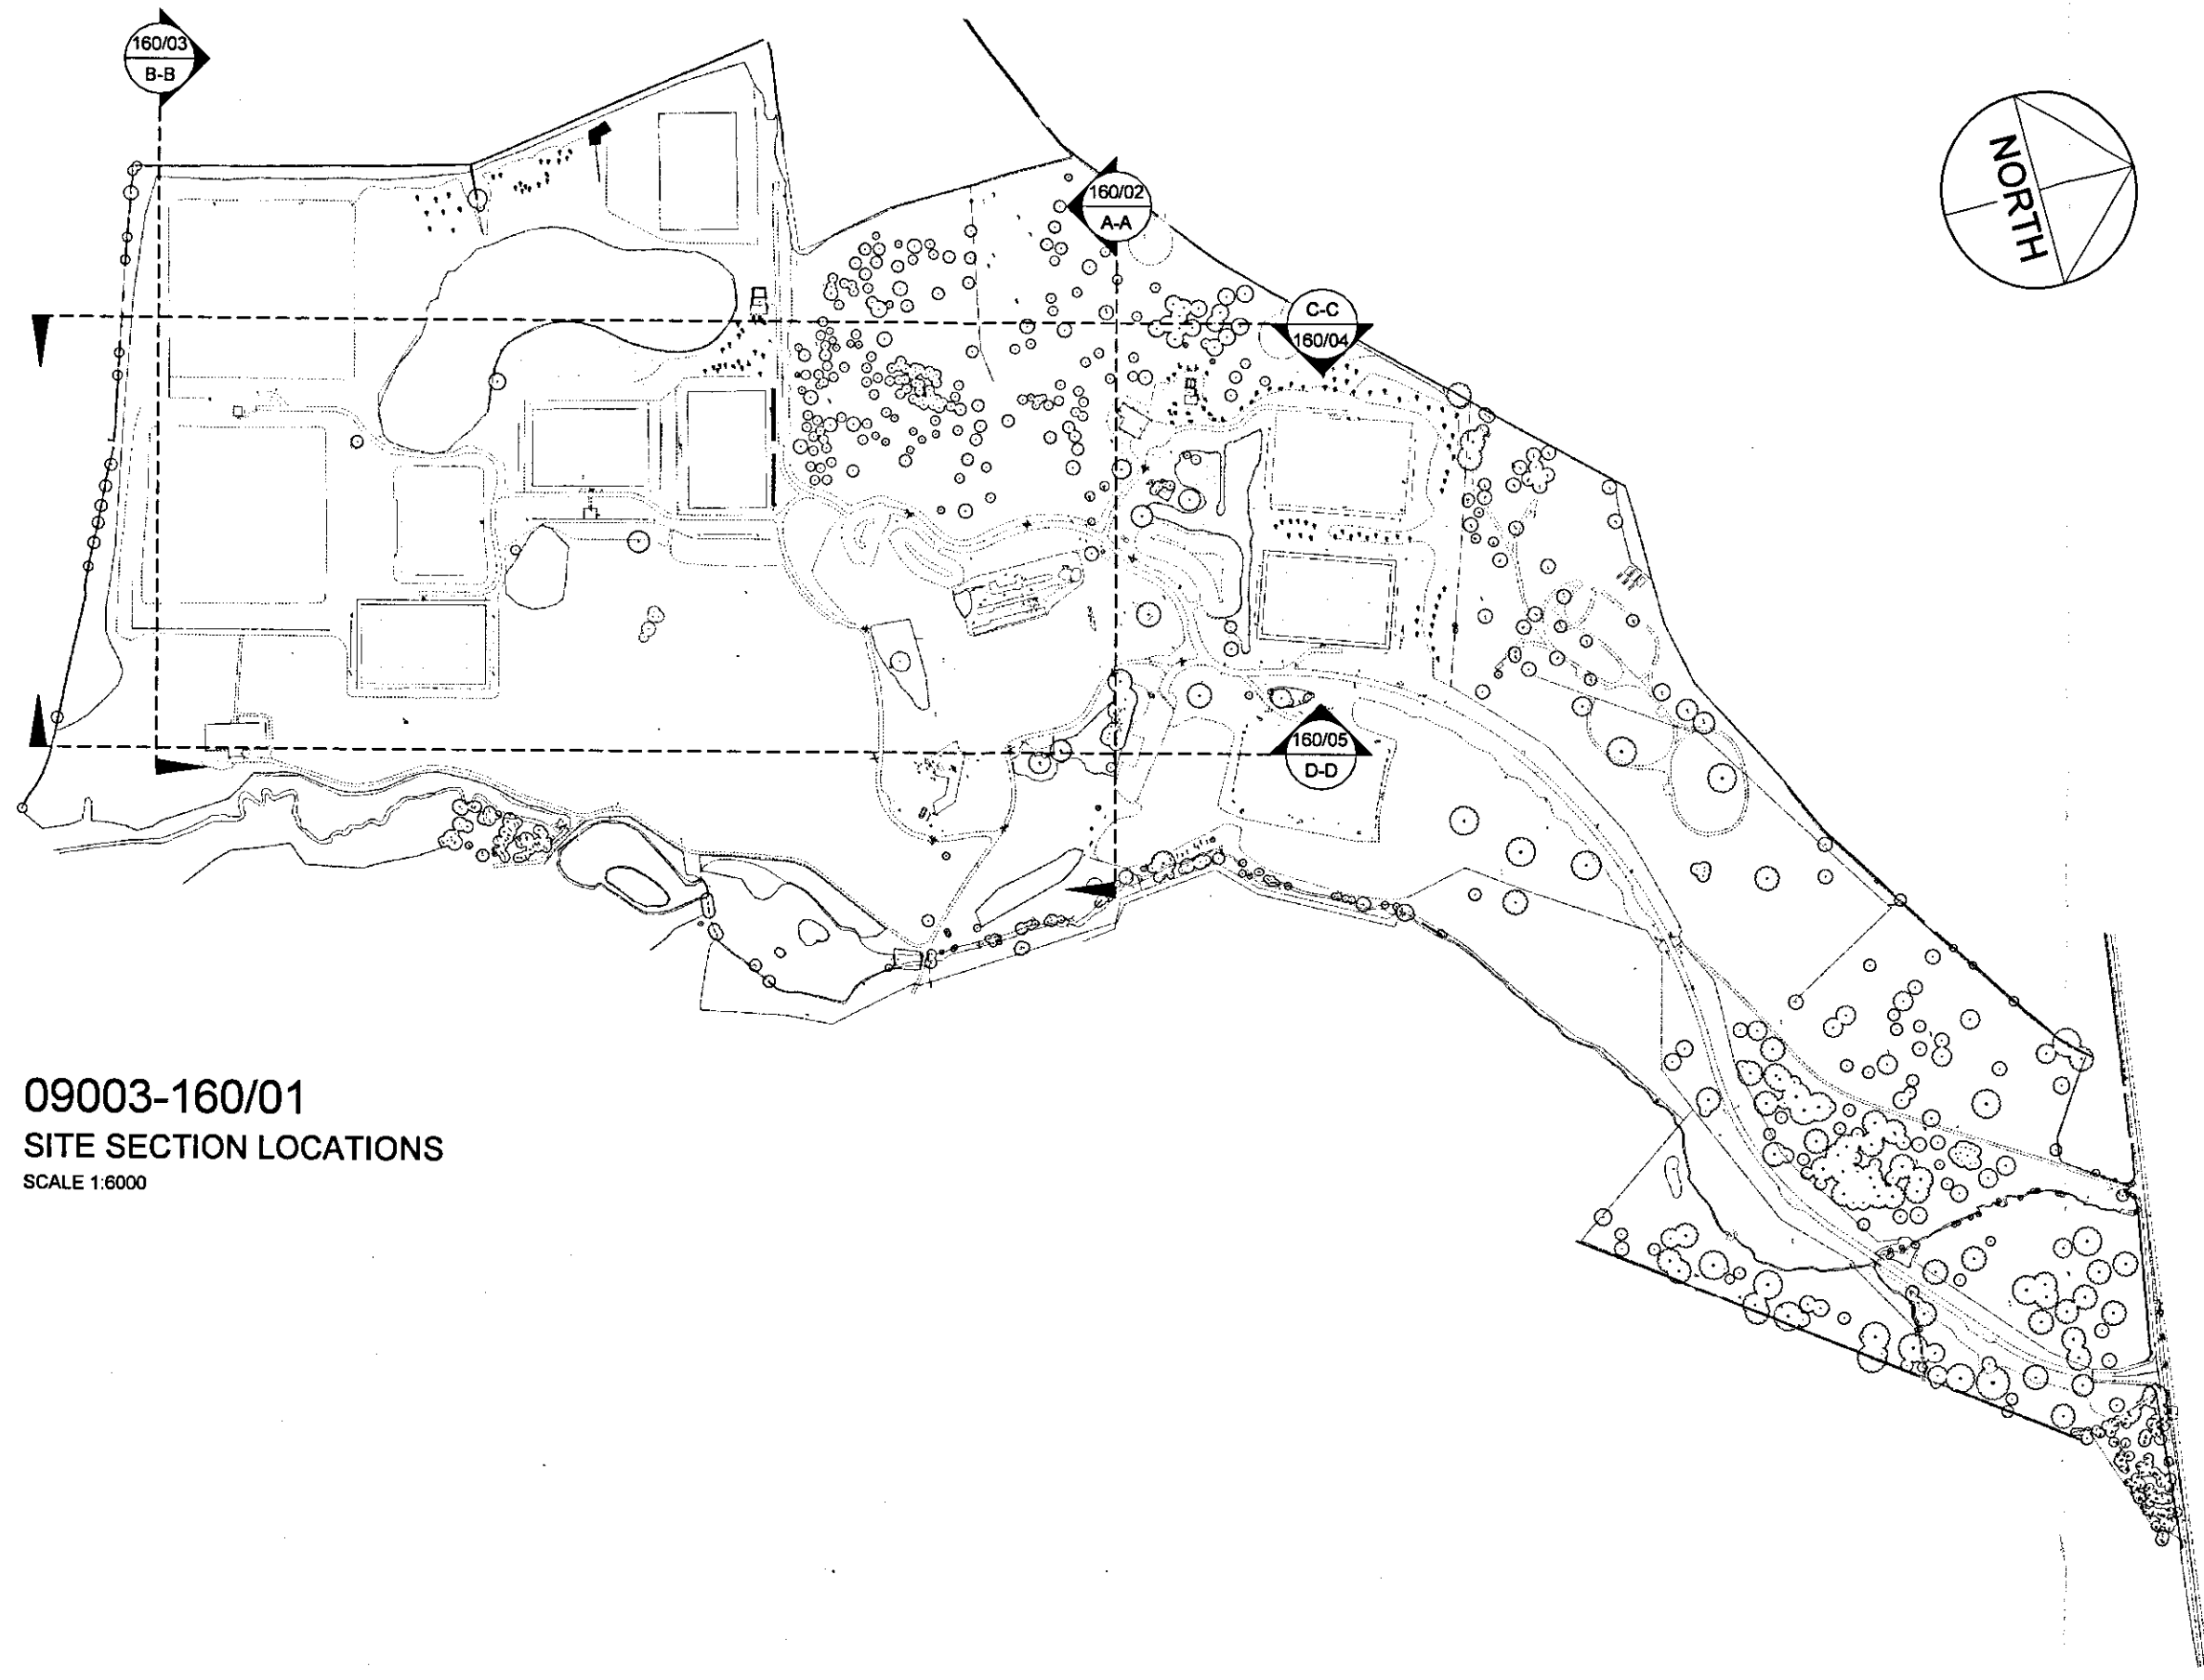 160/03
B-B
160/02
A-A
NORTH
C-C
160/04
160/05
D-D
09003-160/01
SITE SECTION LOCATIONS
SCALE 1:6000